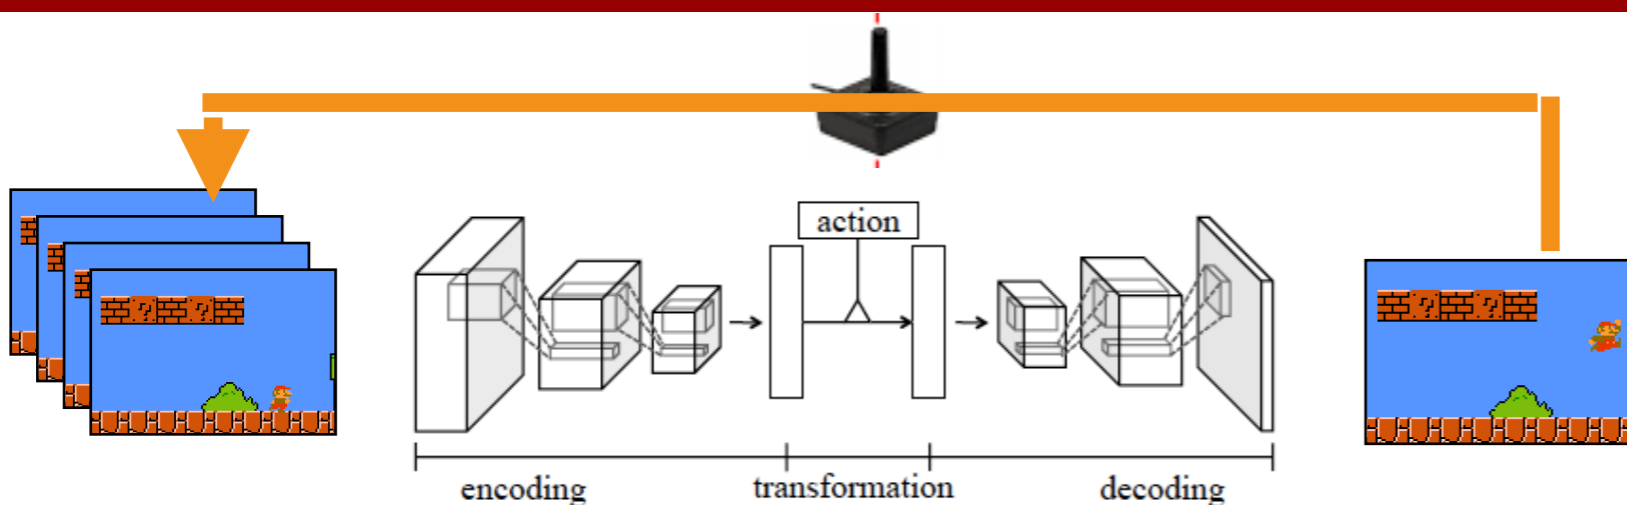 action
? ?
? ?
encoding
transformation
decoding